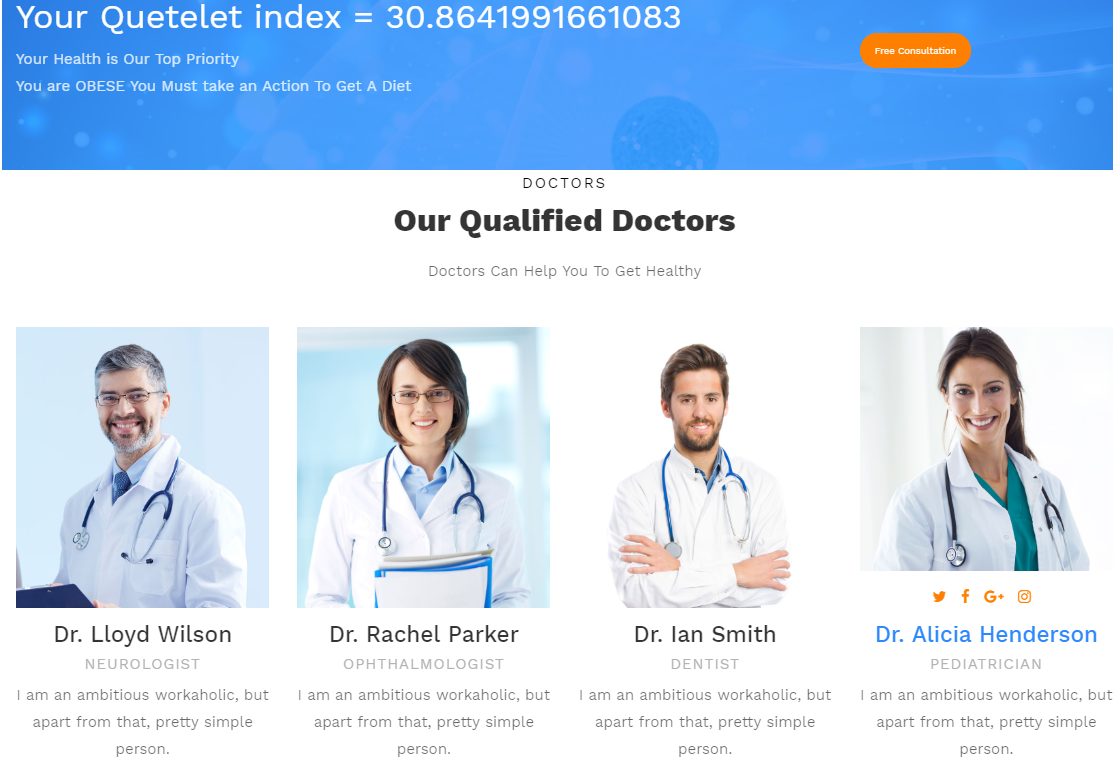 Your Quetelet index = 30.8641991661083
Your Health is Our Top Priority
You are OBESE You Must take an Action To Get A Diet
Free Consultation
DOCTORS
Our Qualified Doctors
Doctors Can Help You To Get Healthy
Dr. Lloyd Wilson
NEUROLOGIST
I am an ambitious workaholic, but
apart from that, pretty simple
person.
Dr. Rachel Parker
OPHTHALMOLOGIST
I am an ambitious workaholic, but
apart from that, pretty simple
person.
Dr. Ian Smith
DENTIST
I am an ambitious workaholic, but
apart from that, pretty simple
person.
Dr. Alicia Henderson
PEDIATRICIAN
I am an ambitious workaholic, but
apart from that, pretty simple
person.